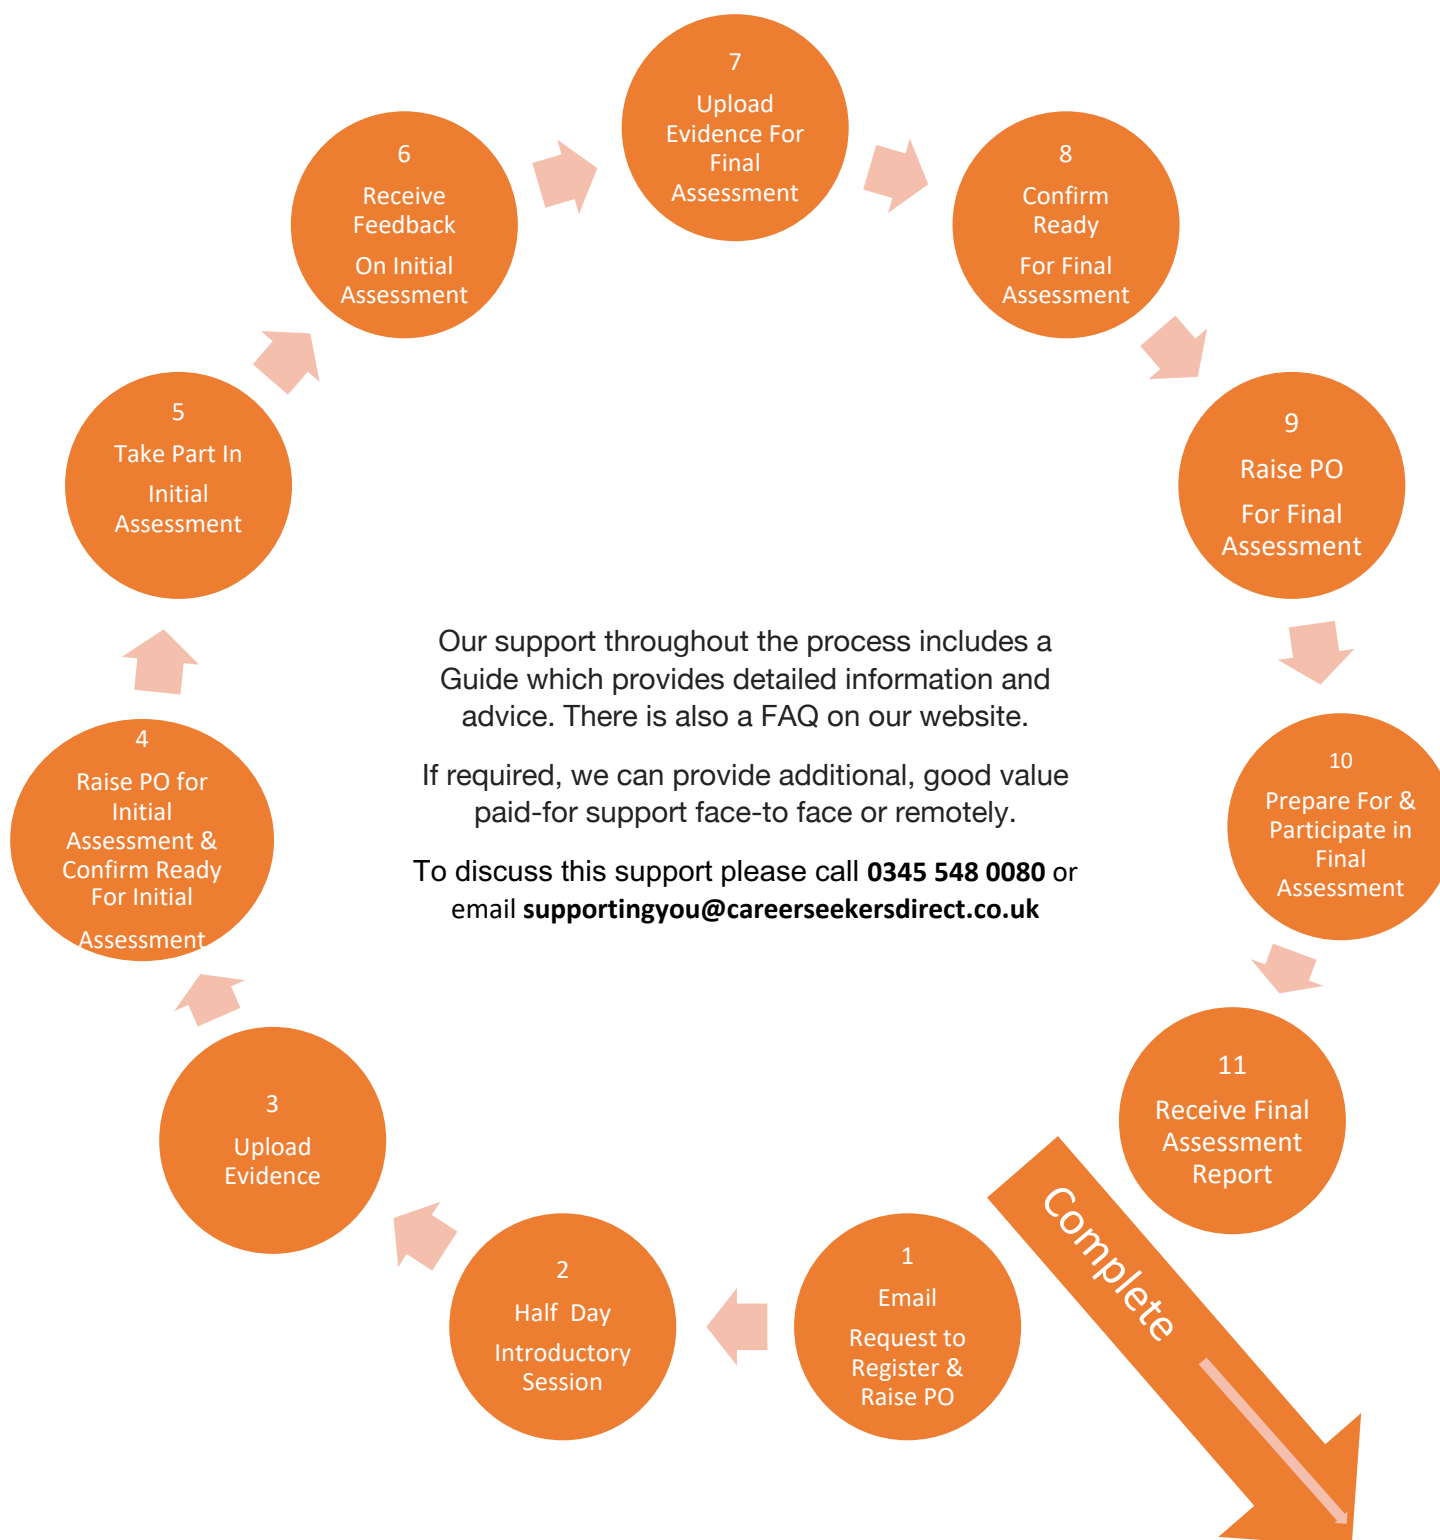 1
Email
Request to
Register &
Raise PO
2
Half  Day
Introductory
Session
3
Upload
Evidence
4
Raise PO for
Initial
Assessment &
Confirm Ready
For Initial
Assessment
5
Take Part In
Initial
Assessment
6
Receive
Feedback
On Initial
Assessment
7
Upload
Evidence For
Final
Assessment
8
Confirm
Ready
For Final
Assessment
9
Raise PO
For Final
Assessment
10
Prepare For &
Participate in
Final
Assessment
11
Receive Final
Assessment
Report
Complete
Our support throughout the process includes a
Guide which provides detailed information and
advice. There is also a FAQ on our website.
If required, we can provide additional, good value
paid-for support face-to face or remotely.
To discuss this support please call 0345 548 0080 or
email supportingyou@careerseekersdirect.co.uk